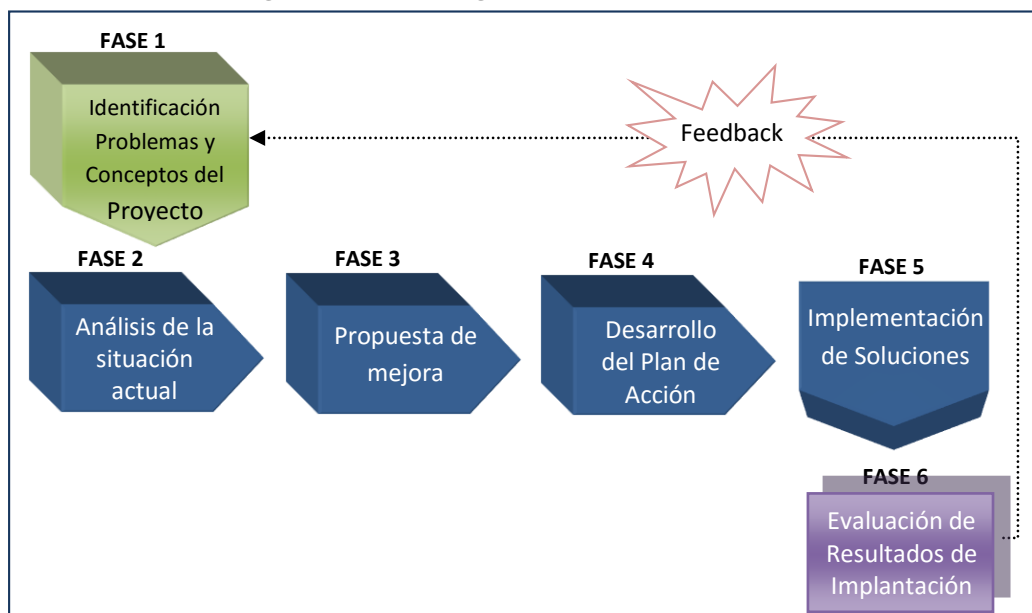 FASE 1
Identificación
Problemas y
Conceptos del
Proyecto
Feedback
FASE 2
Análisis de la
situación
actual
FASE 3
Propuesta de
mejora
FASE 4
Desarrollo
del Plan de
Acción
FASE 5
Implementación
de Soluciones
FASE 6
Evaluación de
Resultados de
Implantación